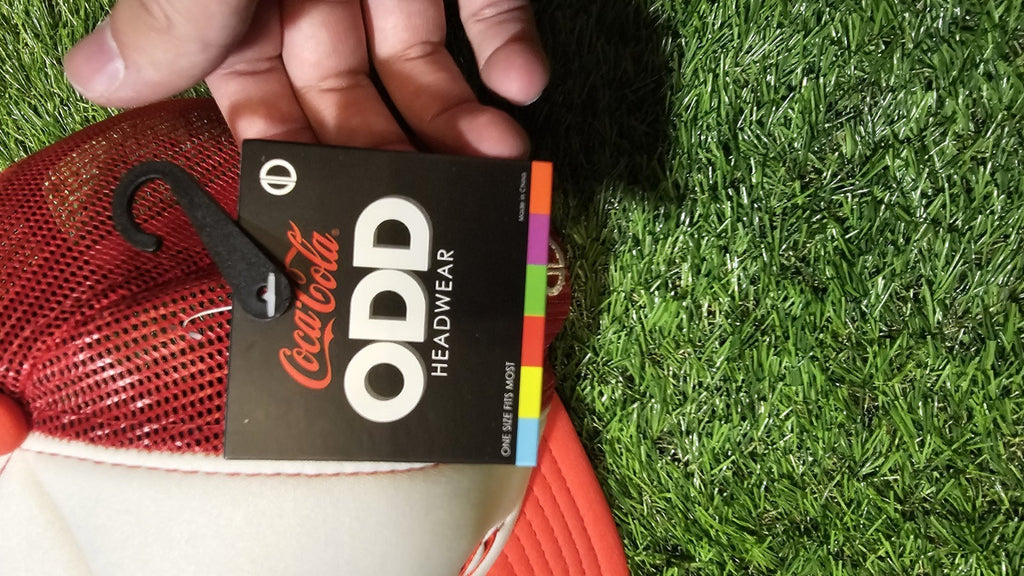 Coca-Cola®
ODD
HEADWEAR
ONE SIZE FITS MOST
Made in China